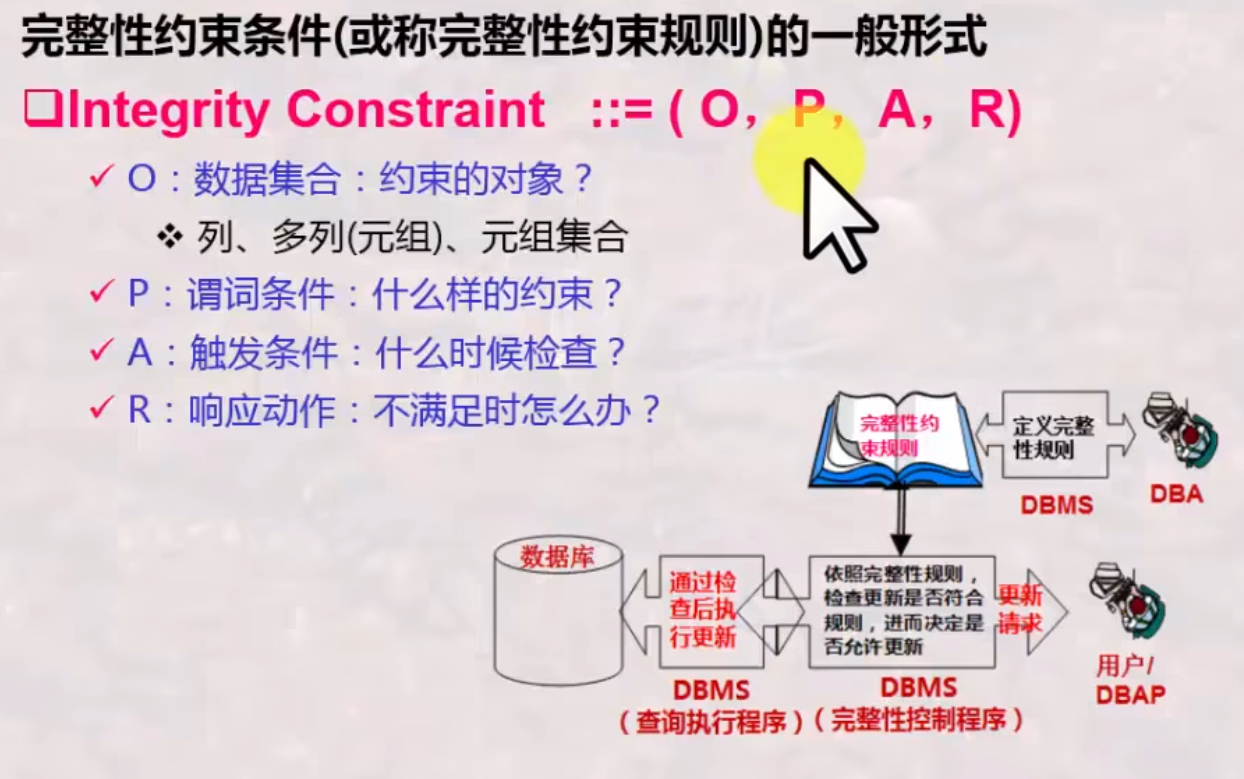 完整性约束条件(或称完整性约束规则)的一般形式
❑Integrity Constraint ::= ( O，P，A，R)
✓ O：数据集合：约束的对象？
❖ 列、多列(元组)、元组集合
✓ P：谓词条件：什么样的约束？
✓ A：触发条件：什么时候检查？
✓ R：响应动作：不满足时怎么办？
完整性约
束规则
定义完整
性规则
DBMS
DBA
数据库
通过检
查后执
行更新
DBMS
（查询执行程序）
依照完整性规则，
检查更新是否符合
规则，进而决定是
否允许更新
DBMS
（完整性控制程序）
更新
请求
用户/
DBAP